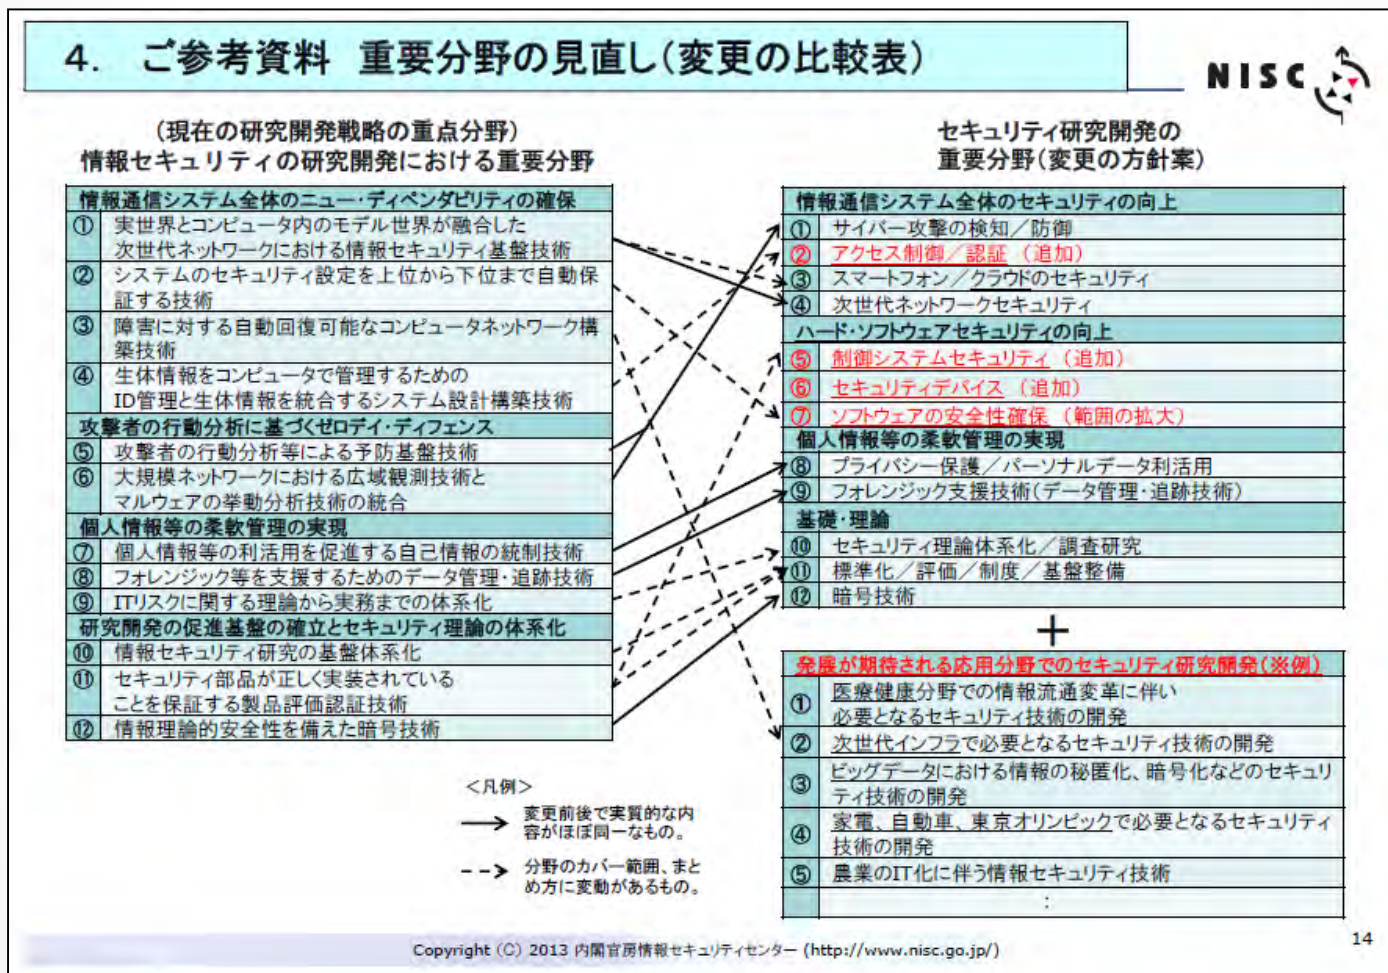 4. ご参考資料 重要分野の見直し(変更の比較表)
NISC
(現在の研究開発戦略の重点分野)
情報セキュリティの研究開発における重要分野
情報通信システム全体のニュー・ディペンダビリティの確保
① 実世界とコンピュータ内のモデル世界が融合した
次世代ネットワークにおける情報セキュリティ基盤技術
② システムのセキュリティ設定を上位から下位まで自動保
証する技術
③ 障害に対する自動回復可能なコンピュータネットワーク構
築技術
④ 生体情報をコンピュータで管理するための
ID管理と生体情報を統合するシステム設計構築技術
攻撃者の行動分析に基づくゼロデイ・ディフェンス
⑤ 攻撃者の行動分析等による予防基盤技術
⑥ 大規模ネットワークにおける広域観測技術と
マルウェアの挙動分析技術の統合
個人情報等の柔軟管理の実現
⑦ 個人情報等の利活用を促進する自己情報の統制技術
⑧ フォレンジック等を支援するためのデータ管理・追跡技術
⑨ ITリスクに関する理論から実務までの体系化
研究開発の促進基盤の確立とセキュリティ理論の体系化
⑩ 情報セキュリティ研究の基盤体系化
⑪ セキュリティ部品が正しく実装されている
ことを保証する製品評価認証技術
⑫ 情報理論的安全性を備えた暗号技術
<凡例>
変更前後で実質的な内
容がほぼ同一なもの。
分野のカバー範囲、まと
め方に変動があるもの。
セキュリティ研究開発の
重要分野(変更の方針案)
情報通信システム全体のセキュリティの向上
① サイバー攻撃の検知/防御
② アクセス制御/認証 (追加)
③ スマートフォン/クラウドのセキュリティ
④ 次世代ネットワークセキュリティ
ハード・ソフトウェアセキュリティの向上
⑤ 制御システムセキュリティ (追加)
⑥ セキュリティデバイス (追加)
⑦ ソフトウェアの安全性確保 (範囲の拡大)
個人情報等の柔軟管理の実現
⑧ プライバシー保護/パーソナルデータ利活用
⑨ フォレンジック支援技術(データ管理・追跡技術)
基礎・理論
⑩ セキュリティ理論体系化/調査研究
⑪ 標準化/評価/制度/基盤整備
⑫ 暗号技術
+
発展が期待される応用分野でのセキュリティ研究開発(※例)
① 医療健康分野での情報流通変革に伴い
必要となるセキュリティ技術の開発
② 次世代インフラで必要となるセキュリティ技術の開発
③ ビッグデータにおける情報の秘匿化、暗号化などのセキュリ
ティ技術の開発
④ 家電、自動車、東京オリンピックで必要となるセキュリティ
技術の開発
⑤ 農業のIT化に伴う情報セキュリティ技術
:
Copyright (C) 2013 内閣官房情報セキュリティセンター (http://www.nisc.go.jp/)
14